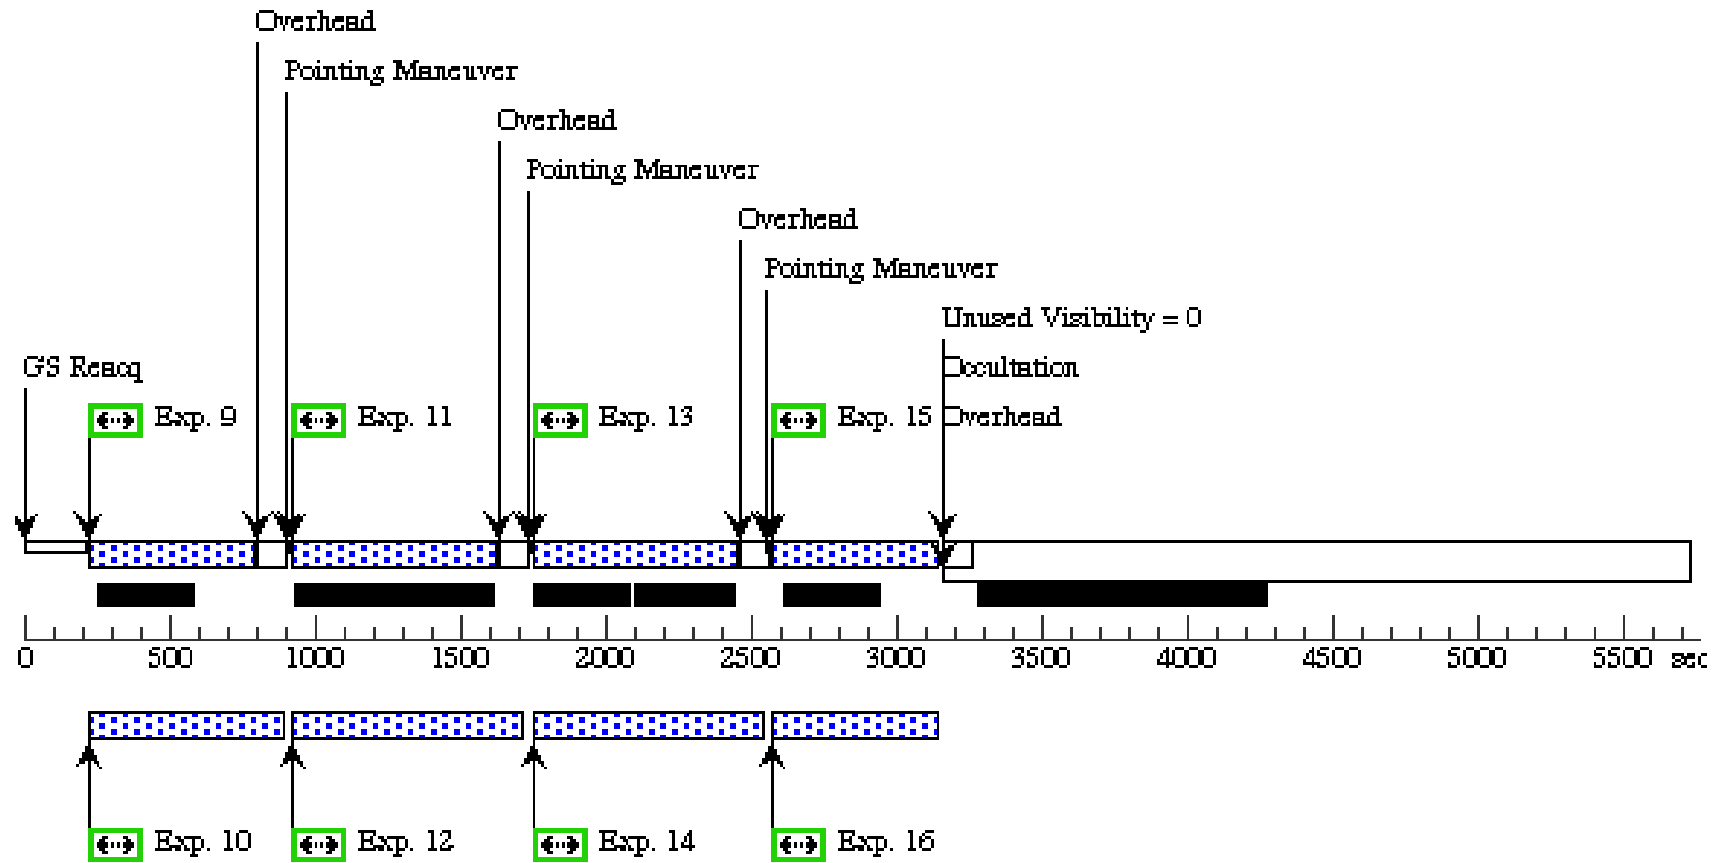 Overhead
Pointing Maneuver
Overhead
Pointing Maneuver
Overhead
Pointing Maneuver
Unused Visibility = 0
GS Reacq
Occultation
Exp. 9
Exp. 11
Exp. 13
Exp. 15
Overhead
0 500 1000 1500 2000 2500 3000 3500 4000 4500 5000 5500 sec
Exp. 10
Exp. 12
Exp. 14
Exp. 16